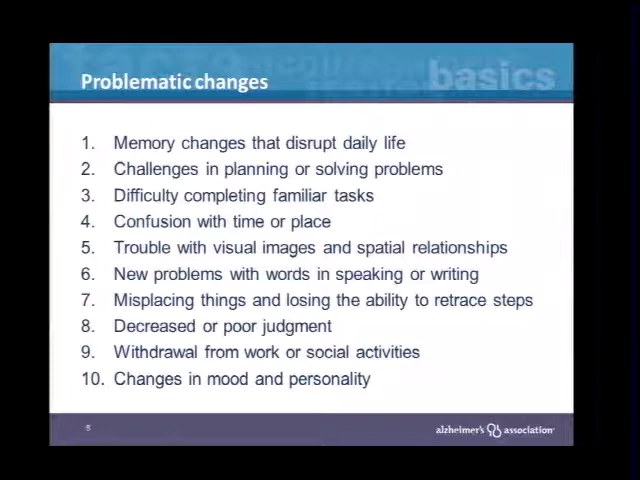 basics
Problematic changes
1. Memory changes that disrupt daily life
2. Challenges in planning or solving problems
3. Difficulty completing familiar tasks
4. Confusion with time or place
5. Trouble with visual images and spatial relationships
6. New problems with words in speaking or writing
7. Misplacing things and losing the ability to retrace steps
8. Decreased or poor judgment
9. Withdrawal from work or social activities
10. Changes in mood and personality
alzheimer's association